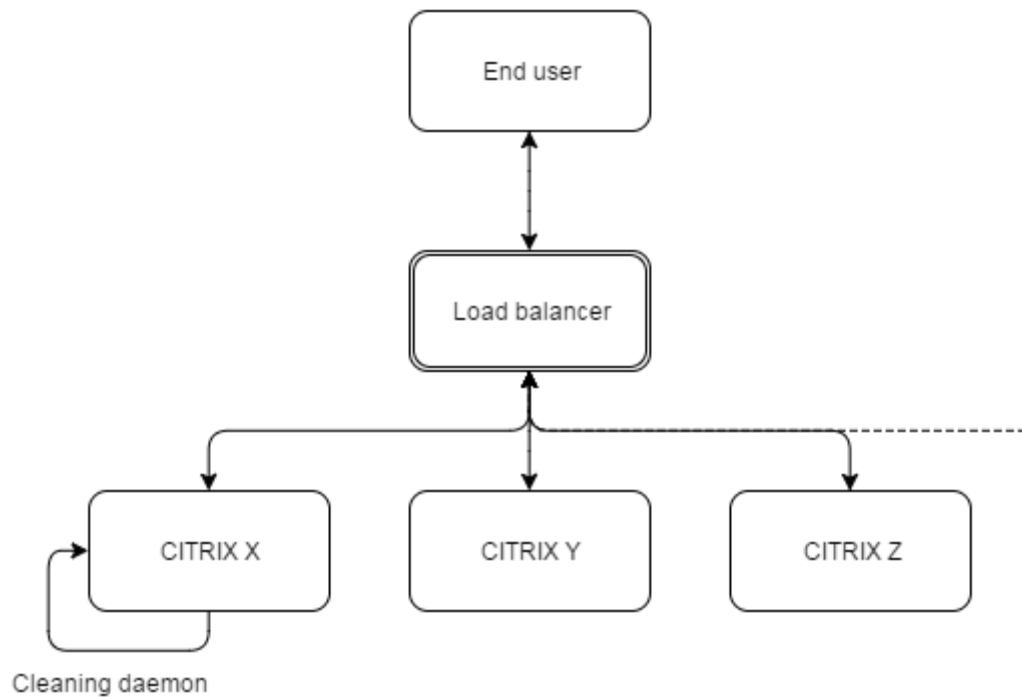 End user
Load balancer
CITRIX X
CITRIX Y
CITRIX Z
Cleaning daemon